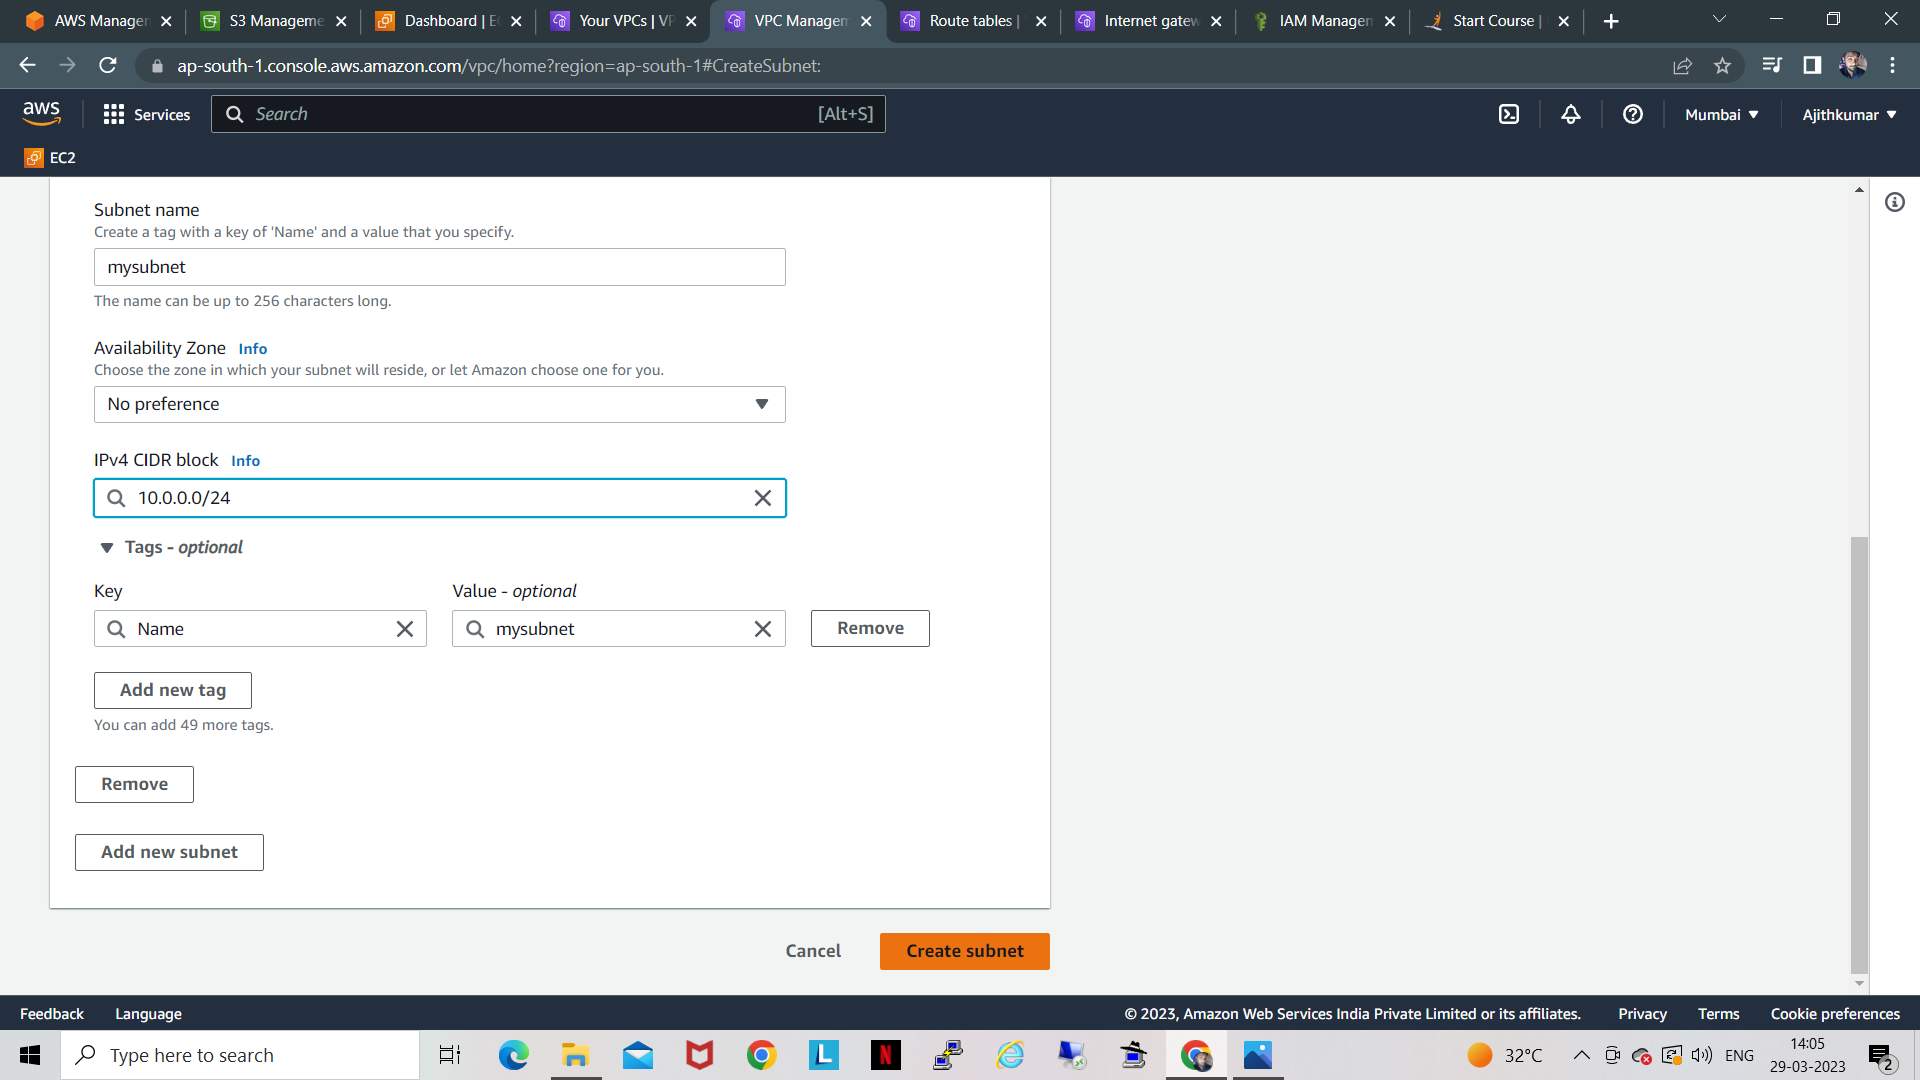 AWS Manager
S3 Manageme
Dashboard | E
Your VPCs | VP
VPC Managem
Route tables |
Internet gatew
IAM Managem
Start Course |
ap-south-1.console.aws.amazon.com/vpc/home?region=ap-south-1#CreateSubnet:
aws
Services
Search
[Alt+S]
Mumbai
Ajithkumar
EC2
Subnet name
Create a tag with a key of 'Name' and a value that you specify.
mysubnet
The name can be up to 256 characters long.
Availability Zone Info
Choose the zone in which your subnet will reside, or let Amazon choose one for you.
No preference
IPv4 CIDR block Info
10.0.0.0/24
Tags - optional
Key
Value - optional
Name
mysubnet
Remove
Add new tag
You can add 49 more tags.
Remove
Add new subnet
Cancel
Create subnet
Feedback
Language
© 2023, Amazon Web Services India Private Limited or its affiliates.
Privacy
Terms
Cookie preferences
Type here to search
L
N
32°C
ENG
14:05
29-03-2023
2